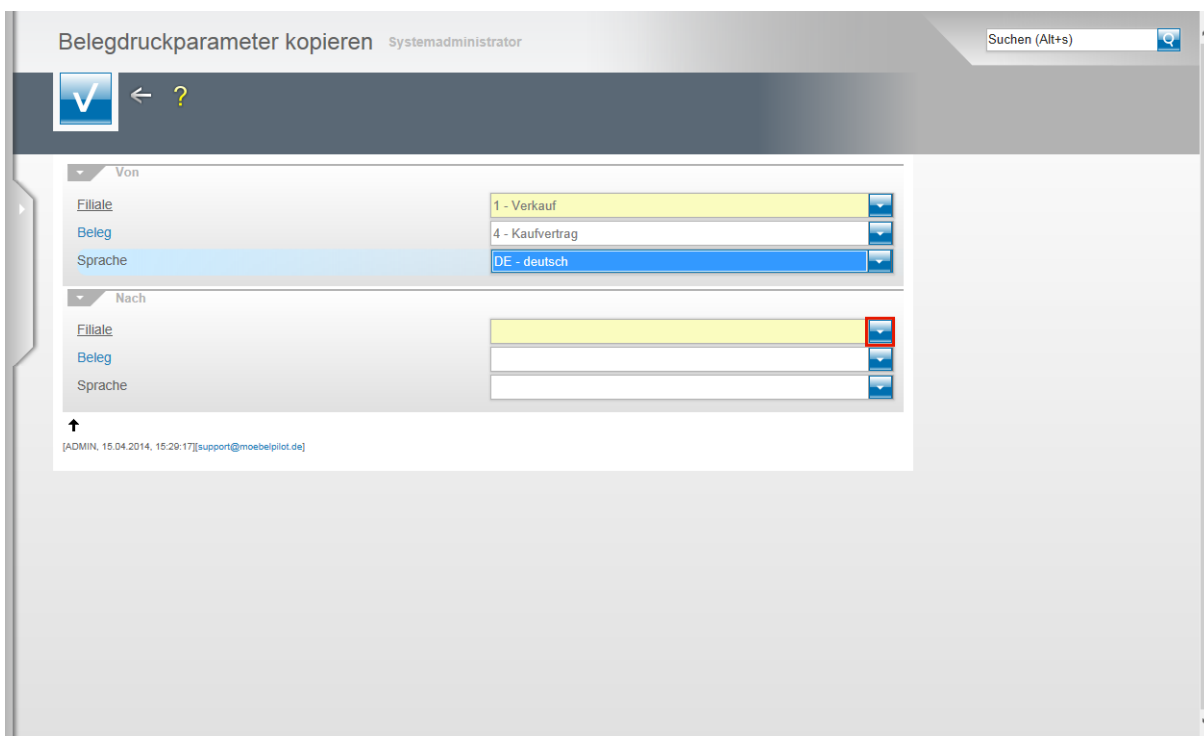 Belegdruckparameter kopieren Systemadministrator
Suchen (Alt+s)
?
Von
Filiale 1 - Verkauf
Beleg 4 - Kaufvertrag
Sprache DE - deutsch
Nach
Filiale
Beleg
Sprache
[ADMIN, 15.04.2014, 15:29:17][support@moebelpilot.de]